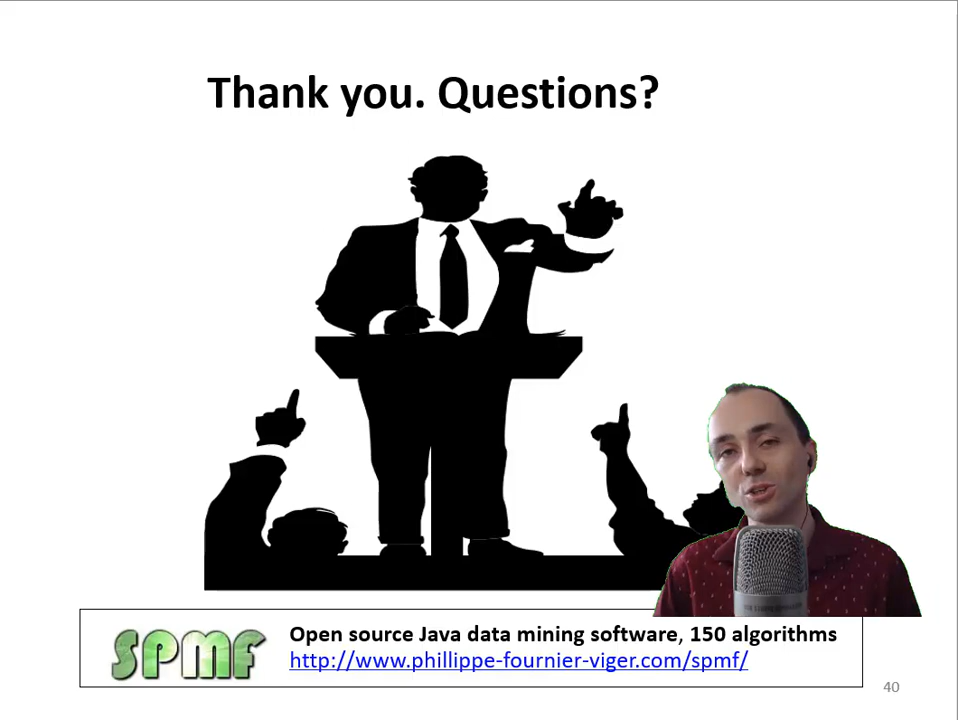 Thank you. Questions?
SPMF
Open source Java data mining software, 150 algorithms
http://www.phillippe-fournier-viger.com/spmf/
40